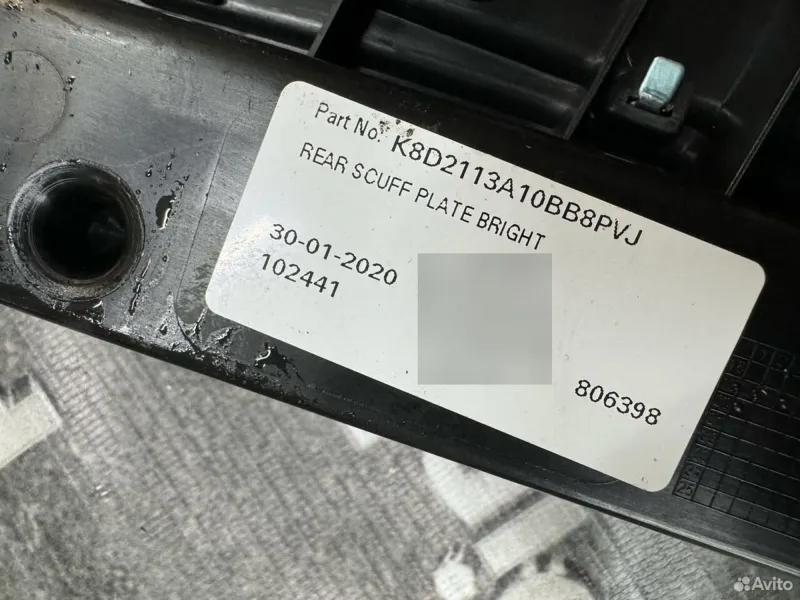 Part No: K8D2113A10BB8PVJ
REAR SCUFF PLATE BRIGHT
30-01-2020
102441
806398
Avito